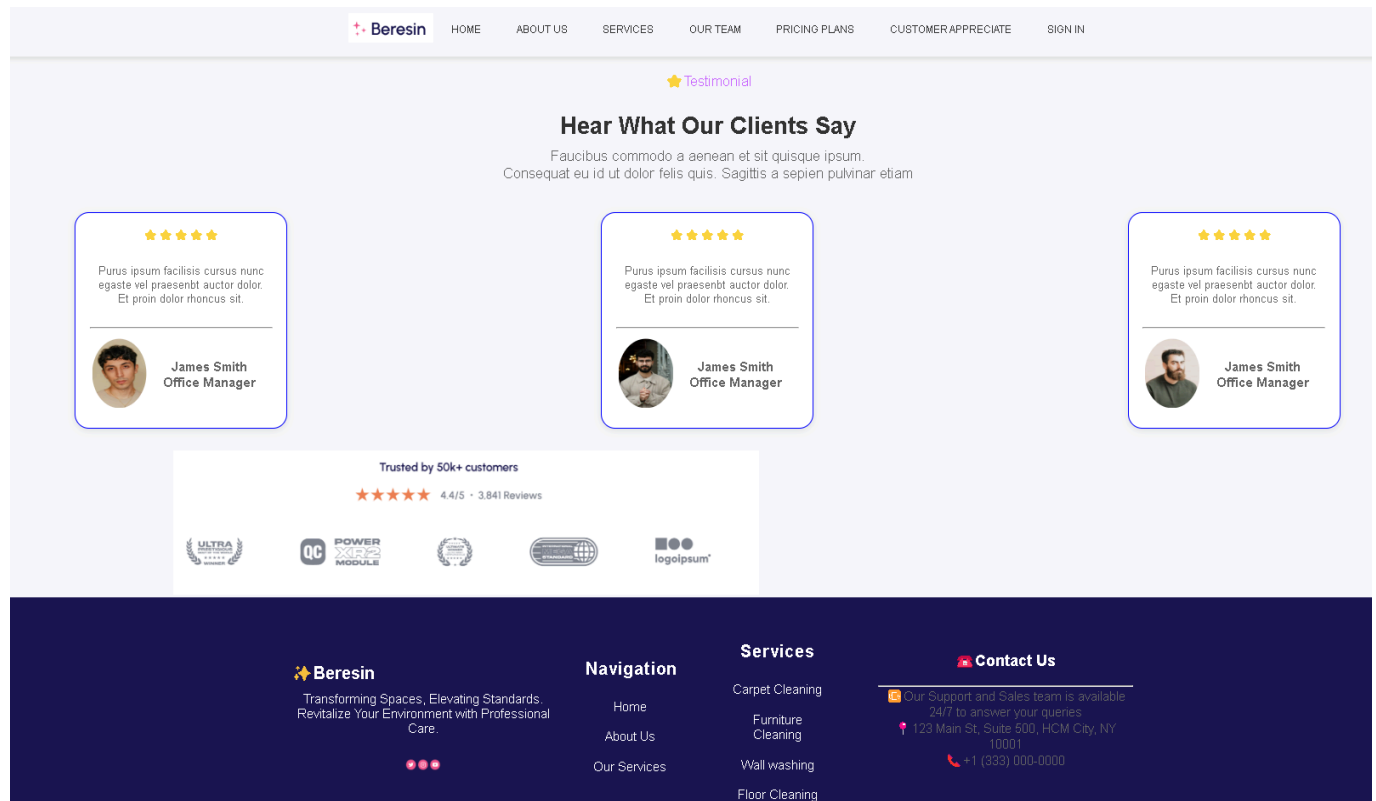 Beresin
HOME
ABOUT US
SERVICES
OUR TEAM
PRICING PLANS
CUSTOMER APPRECIATE
SIGN IN
Testimonial
Hear What Our Clients Say
Faucibus commodo a aenean et sit quisque ipsum.
Consequat eu id ut dolor felis quis. Sagittis a sepien pulvinar etiam
Purus ipsum facilisis cursus nunc
egaste vel praesenbt auctor dolor.
Et proin dolor rhoncus sit.
James Smith
Office Manager
Purus ipsum facilisis cursus nunc
egaste vel praesenbt auctor dolor.
Et proin dolor rhoncus sit.
James Smith
Office Manager
Purus ipsum facilisis cursus nunc
egaste vel praesenbt auctor dolor.
Et proin dolor rhoncus sit.
James Smith
Office Manager
Trusted by 50k+ customers
4.4/5 • 3.841 Reviews
ULTRA
WINNER
QC
POWER
XR2
MODULE
STANDARD
logoipsum
Beresin
Transforming Spaces, Elevating Standards.
Revitalize Your Environment with Professional
Care.
Navigation
Home
About Us
Our Services
Services
Carpet Cleaning
Furniture
Cleaning
Wall washing
Floor Cleaning
Contact Us
Our Support and Sales team is available
24/7 to answer your queries
123 Main St, Suite 500, HCM City, NY
10001
+1 (333) 000-0000